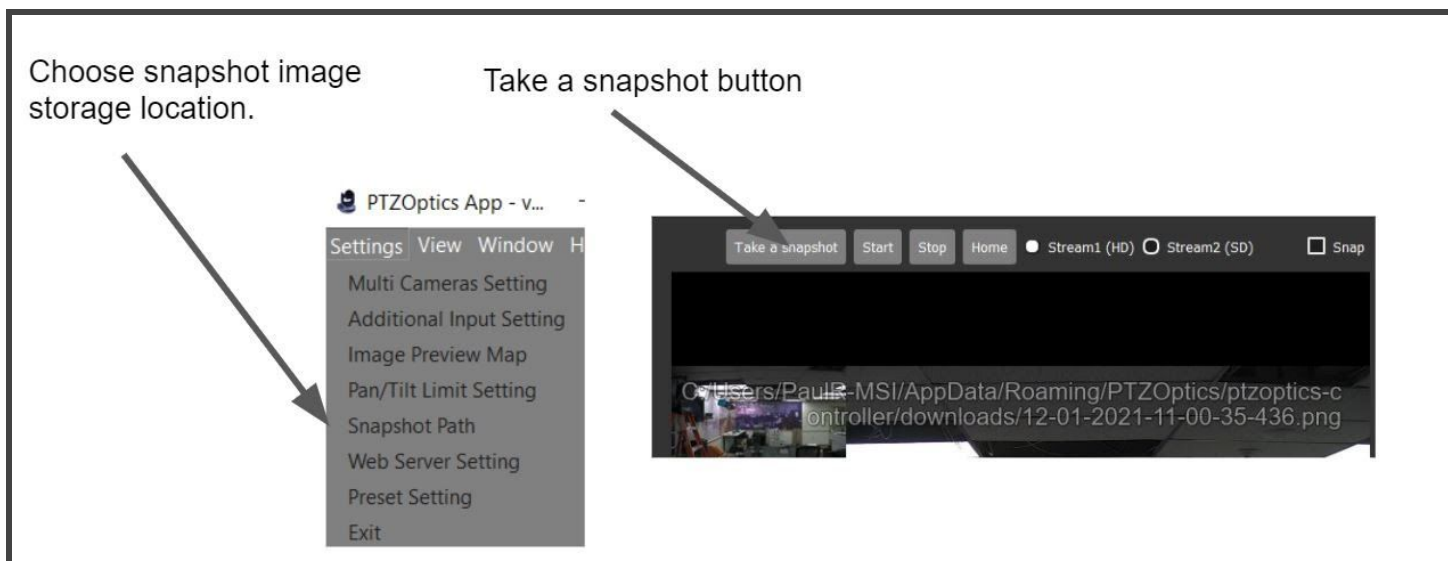 Choose snapshot image
storage location.
Take a snapshot button
PTZOptics App - v... -
Settings View Window H
Multi Cameras Setting
Additional Input Setting
Image Preview Map
Pan/Tilt Limit Setting
Snapshot Path
Web Server Setting
Preset Setting
Exit
Take a snapshot Start Stop Home Stream1 (HD) Stream2 (SD) Snap
C:/Users/PaulR-MSI/AppData/Roaming/PTZOptics/ptzoptics-c
ontroller/downloads/12-01-2021-11-00-35-436.png